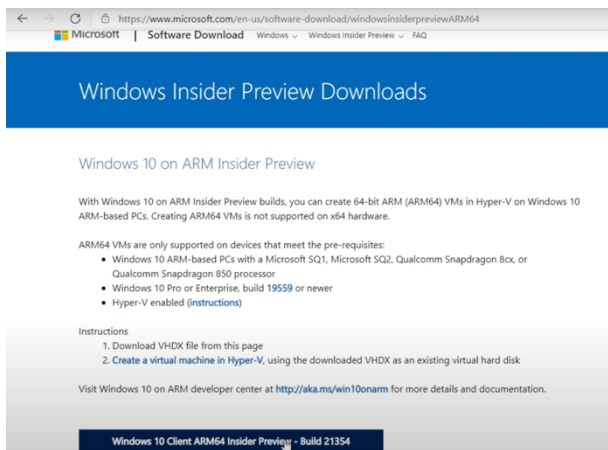 https://www.microsoft.com/en-us/software-download/windowsinsiderpreviewARM64
Microsoft | Software Download Windows Windows Insider Preview FAQ
Windows Insider Preview Downloads
Windows 10 on ARM Insider Preview
With Windows 10 on ARM Insider Preview builds, you can create 64-bit ARM (ARM64) VMs in Hyper-V on Windows 10
ARM-based PCs. Creating ARM64 VMs is not supported on x64 hardware.
ARM64 VMs are only supported on devices that meet the pre-requisites:
• Windows 10 ARM-based PCs with a Microsoft SQ1, Microsoft SQ2, Qualcomm Snapdragon 8cx, or
Qualcomm Snapdragon 850 processor
• Windows 10 Pro or Enterprise, build 19559 or newer
• Hyper-V enabled (instructions)
Instructions
1. Download VHDX file from this page
2. Create a virtual machine in Hyper-V, using the downloaded VHDX as an existing virtual hard disk
Visit Windows 10 on ARM developer center at http://aka.ms/win10onarm for more details and documentation.
Windows 10 Client ARM64 Insider Preview - Build 21354